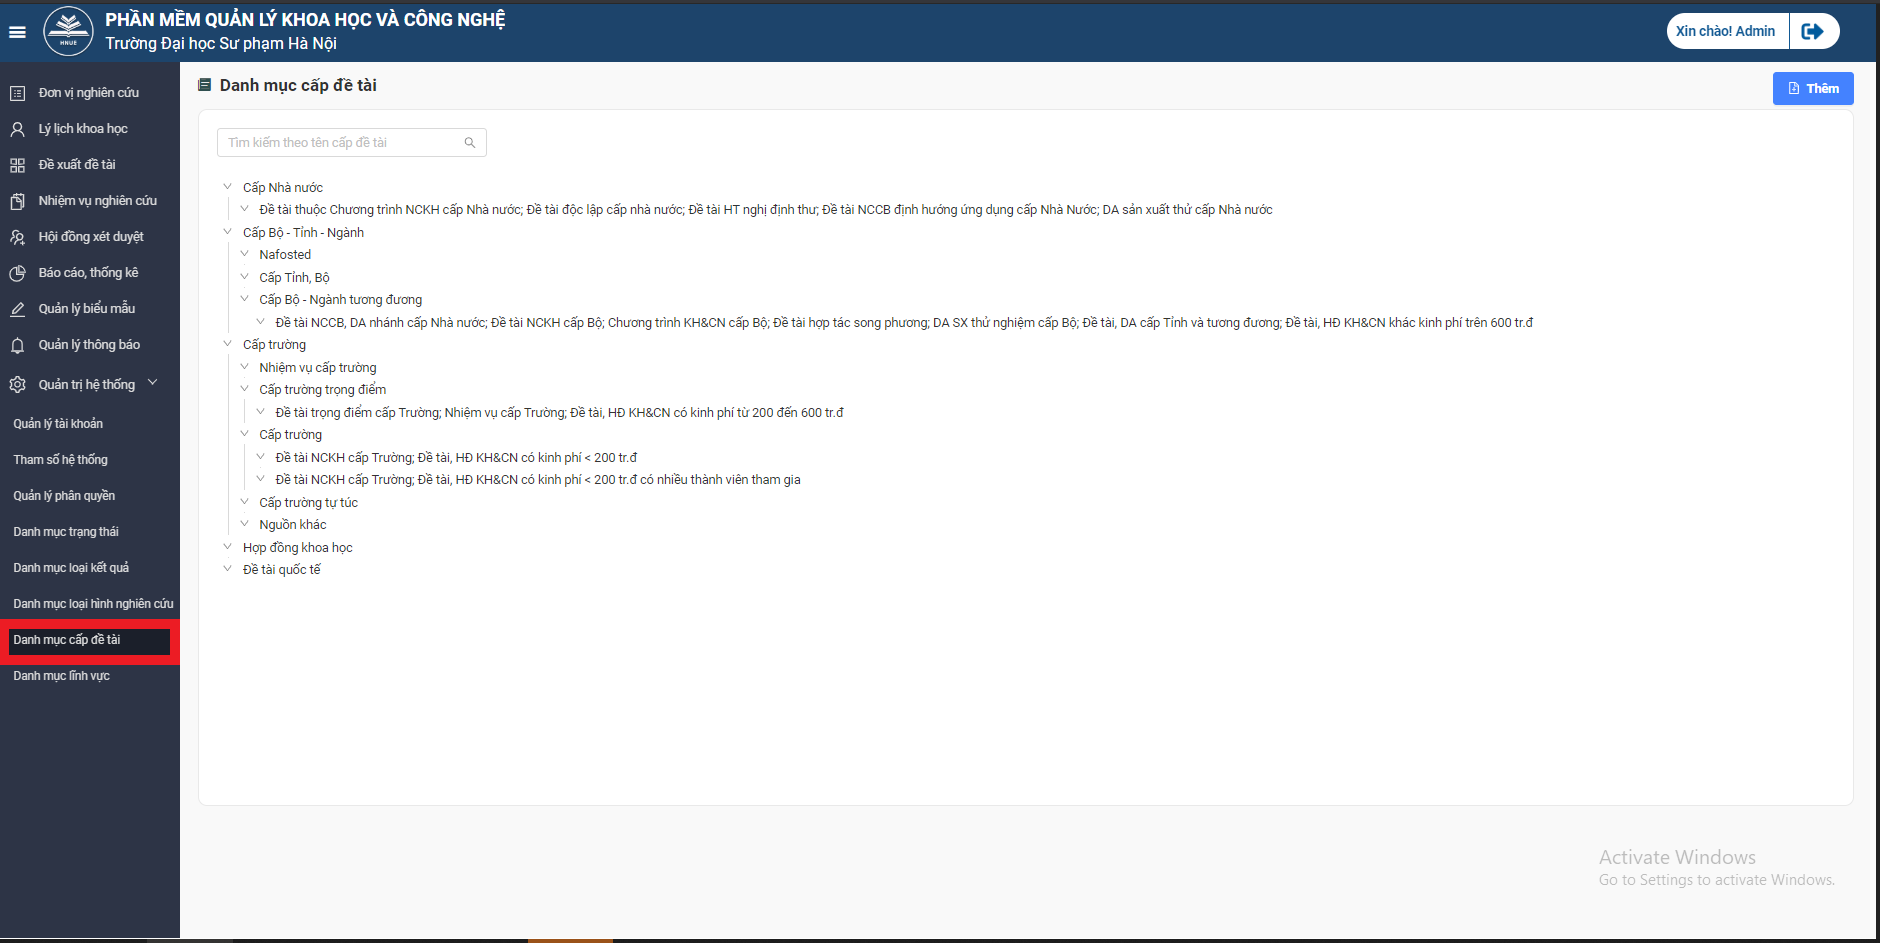 PHẦN MỀM QUẢN LÝ KHOA HỌC VÀ CÔNG NGHỆ
Trường Đại học Sư phạm Hà Nội
HNUE
Xin chào! Admin
Đơn vị nghiên cứu
Lý lịch khoa học
Đề xuất đề tài
Nhiệm vụ nghiên cứu
Hội đồng xét duyệt
Báo cáo, thống kê
Quản lý biểu mẫu
Quản lý thông báo
Quản trị hệ thống
Quản lý tài khoản
Tham số hệ thống
Quản lý phân quyền
Danh mục trạng thái
Danh mục loại kết quả
Danh mục loại hình nghiên cứu
Danh mục cấp đề tài
Danh mục lĩnh vực
Danh mục cấp đề tài
Thêm
Tìm kiếm theo tên cấp đề tài
Cấp Nhà nước
Đề tài thuộc Chương trình NCKH cấp Nhà nước; Đề tài độc lập cấp nhà nước; Đề tài HT nghị định thư; Đề tài NCCB định hướng ứng dụng cấp Nhà Nước; DA sản xuất thử cấp Nhà nước
Cấp Bộ - Tỉnh - Ngành
Nafosted
Cấp Tỉnh, Bộ
Cấp Bộ - Ngành tương đương
Đề tài NCCB, DA nhánh cấp Nhà nước; Đề tài NCKH cấp Bộ; Chương trình KH&CN cấp Bộ; Đề tài hợp tác song phương; DA SX thử nghiệm cấp Bộ; Đề tài, DA cấp Tỉnh và tương đương; Đề tài, HĐ KH&CN khác kinh phí trên 600 tr.đ
Cấp trường
Nhiệm vụ cấp trường
Cấp trường trọng điểm
Đề tài trọng điểm cấp Trường; Nhiệm vụ cấp Trường; Đề tài, HĐ KH&CN có kinh phí từ 200 đến 600 tr.đ
Cấp trường
Đề tài NCKH cấp Trường; Đề tài, HĐ KH&CN có kinh phí < 200 tr.đ
Đề tài NCKH cấp Trường; Đề tài, HĐ KH&CN có kinh phí < 200 tr.đ có nhiều thành viên tham gia
Cấp trường tự túc
Nguồn khác
Hợp đồng khoa học
Đề tài quốc tế
Activate Windows
Go to Settings to activate Windows.